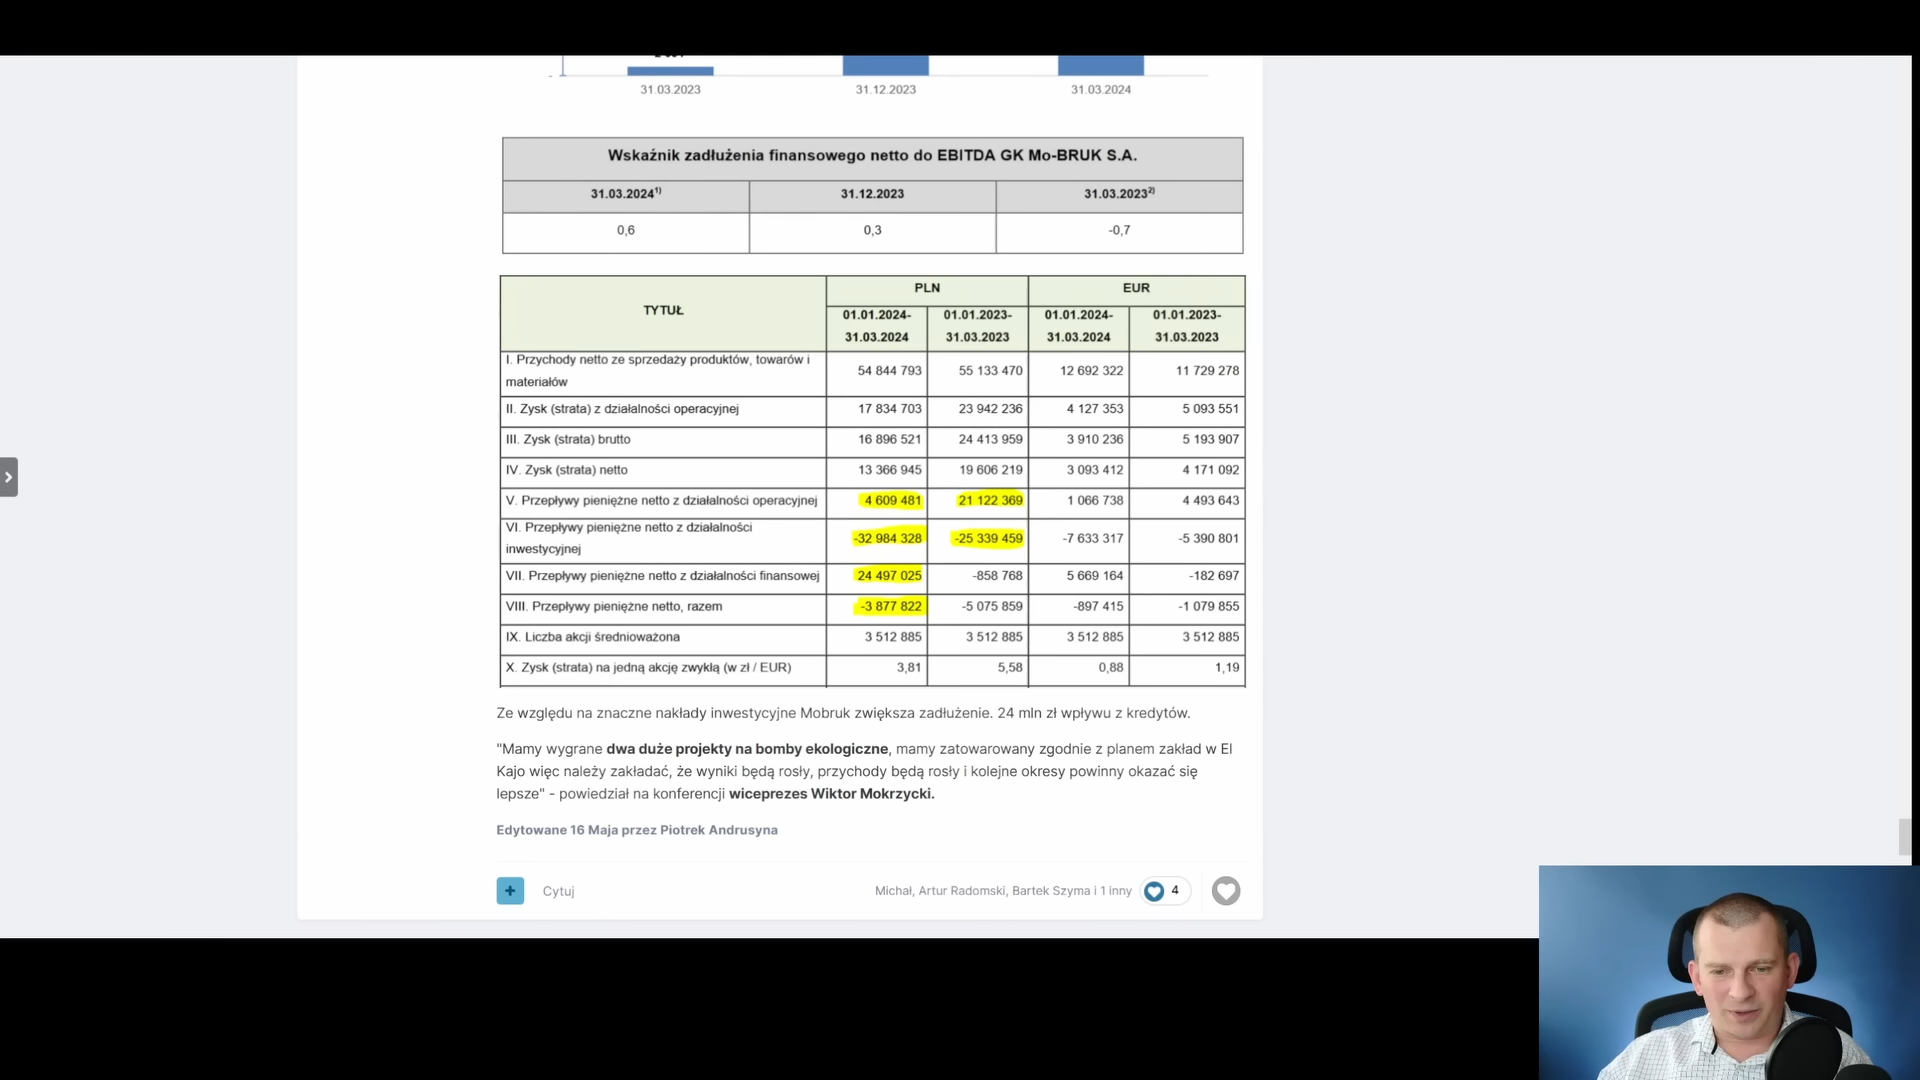 31.03.2023 31.12.2023 31.03.2024
Wskaźnik zadłużenia finansowego netto do EBITDA GK Mo-BRUK S.A.
31.03.2024¹⁾ 31.12.2023 31.03.2023²⁾
0,6 0,3 -0,7
TYTUŁ PLN EUR
01.01.2024- 01.01.2023- 01.01.2024- 01.01.2023-
31.03.2024 31.03.2023 31.03.2024 31.03.2023
I. Przychody netto ze sprzedaży produktów, towarów i
materiałów 54 844 793 55 133 470 12 692 322 11 729 278
II. Zysk (strata) z działalności operacyjnej 17 834 703 23 942 236 4 127 353 5 093 551
III. Zysk (strata) brutto 16 896 521 24 413 959 3 910 236 5 193 907
IV. Zysk (strata) netto 13 366 945 19 606 219 3 093 412 4 171 092
V. Przepływy pieniężne netto z działalności operacyjnej 4 609 481 21 122 369 1 066 738 4 493 643
VI. Przepływy pieniężne netto z działalności
inwestycyjnej -32 984 328 -25 339 459 -7 633 317 -5 390 801
VII. Przepływy pieniężne netto z działalności finansowej 24 497 025 -858 768 5 669 164 -182 697
VIII. Przepływy pieniężne netto, razem -3 877 822 -5 075 859 -897 415 -1 079 855
IX. Liczba akcji średnioważona 3 512 885 3 512 885 3 512 885 3 512 885
X. Zysk (strata) na jedną akcję zwykłą (w zł / EUR) 3,81 5,58 0,88 1,19
Ze względu na znaczne nakłady inwestycyjne Mobruk zwiększa zadłużenie. 24 mln zł wpływu z kredytów.
"Mamy wygrane dwa duże projekty na bomby ekologiczne, mamy zatowarowany zgodnie z planem zakład w El
Kajo więc należy zakładać, że wyniki będą rosły, przychody będą rosły i kolejne okresy powinny okazać się
lepsze" - powiedział na konferencji wiceprezes Wiktor Mokrzycki.
Edytowane 16 Maja przez Piotrek Andrusyna
+ Cytuj Michał, Artur Radomski, Bartek Szyma i 1 inny 4